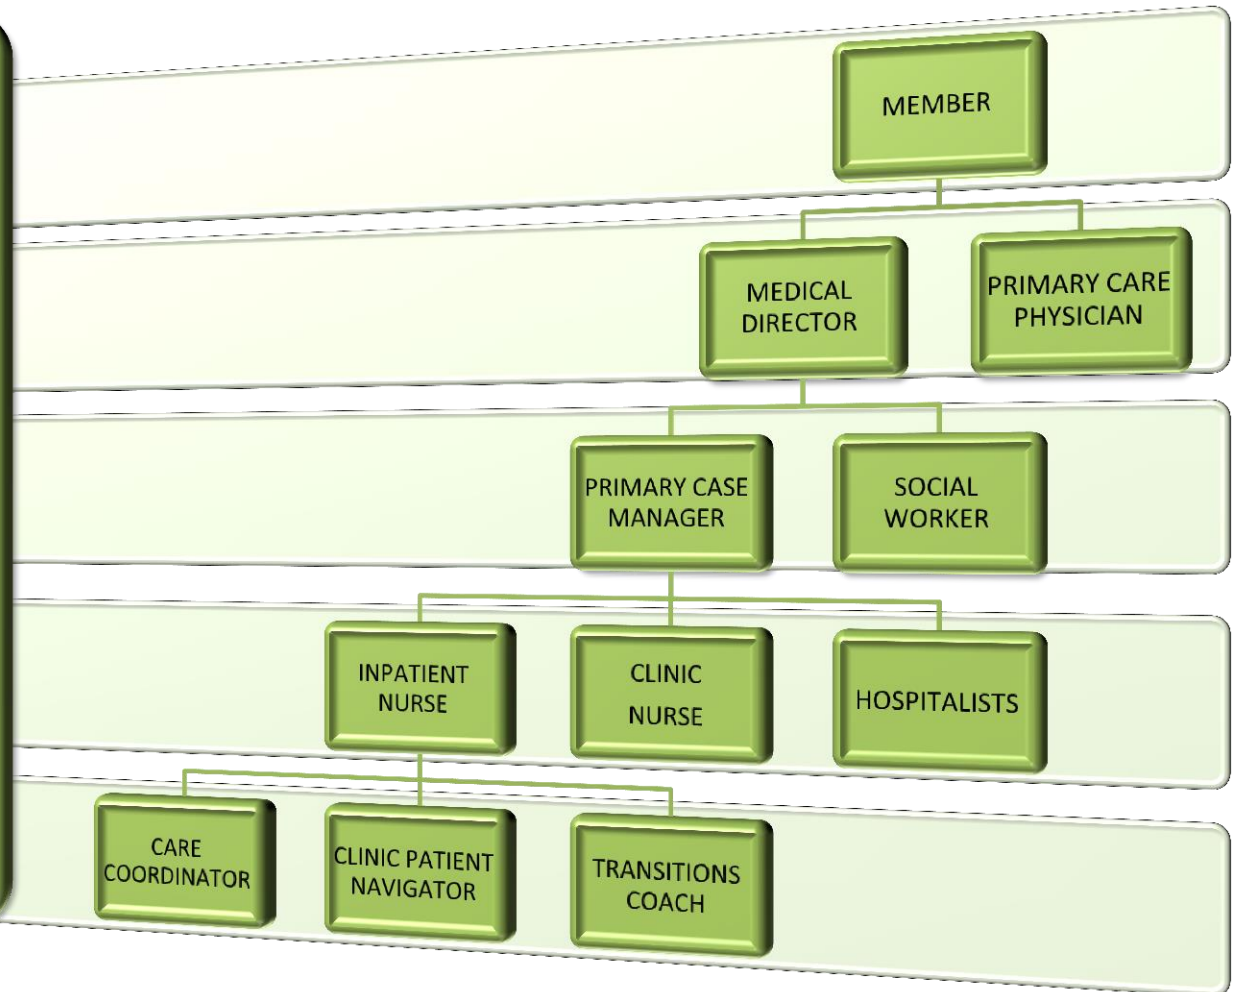 MEMBER
MEDICAL
DIRECTOR
PRIMARY CARE
PHYSICIAN
PRIMARY CASE
MANAGER
SOCIAL
WORKER
INPATIENT
NURSE
CLINIC
NURSE
HOSPITALISTS
CARE
COORDINATOR
CLINIC PATIENT
NAVIGATOR
TRANSITIONS
COACH